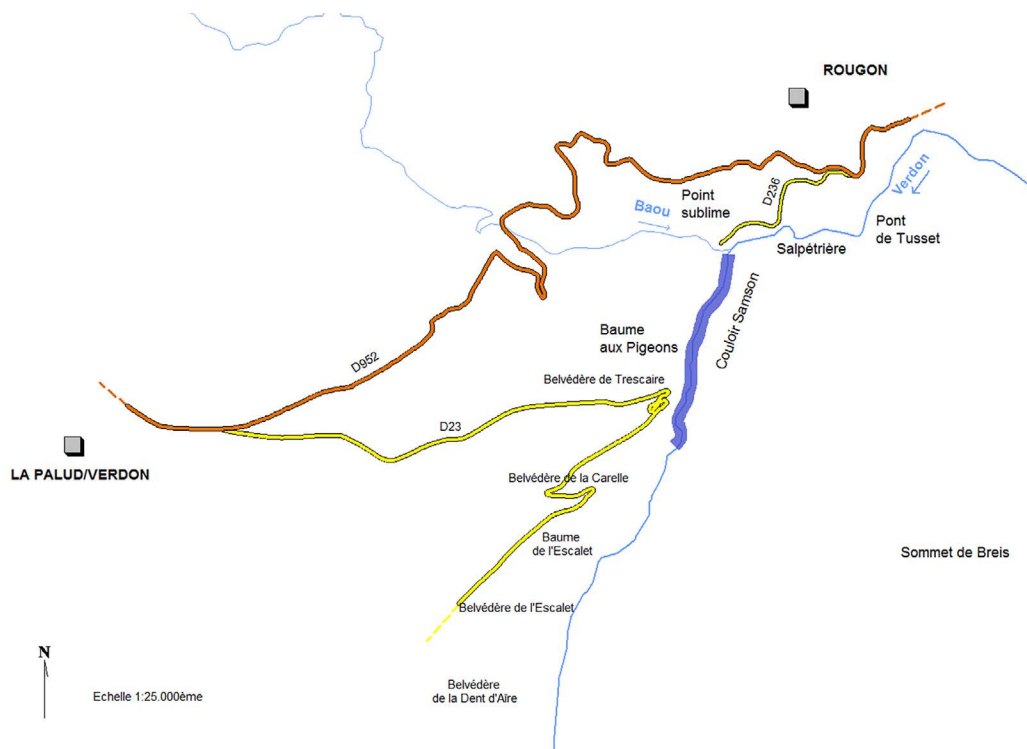 ROUGON
Verdon
D236
Point
sublime
Baou
Pont
de Tusset
Salpétrière
Couloir Samson
Baume
aux Pigeons
D952
Belvédère de Trescaire
D23
LA PALUD/VERDON
Belvédère de la Carelle
Baume
de l'Escalet
Sommet de Breis
Belvédère de l'Escalet
N
Belvédère
de la Dent d'Aïre
Echelle 1:25.000ème